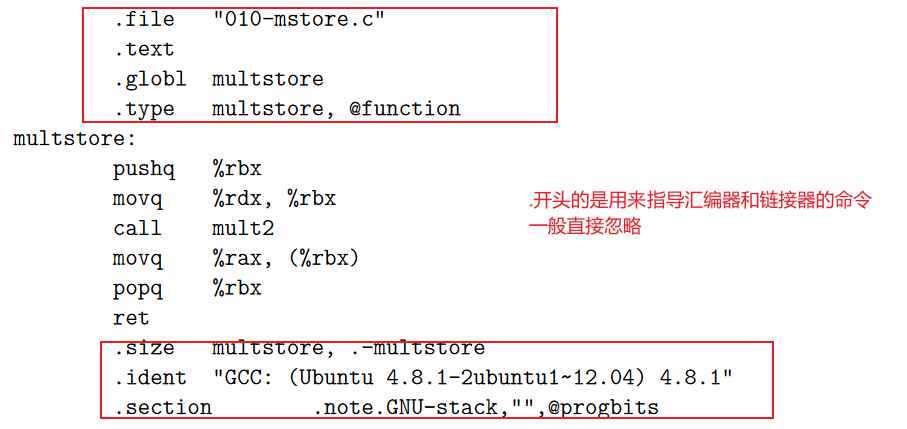 .file "010-mstore.c"
.text
.globl multstore
.type multstore, @function
multstore:
pushq %rbx
movq %rdx, %rbx
call mult2
movq %rax, (%rbx)
popq %rbx
ret
.size multstore, .-multstore
.ident "GCC: (Ubuntu 4.8.1-2ubuntu1~12.04) 4.8.1"
.section .note.GNU-stack,"",@progbits
.开头的是用来指导汇编器和链接器的命令
一般直接忽略